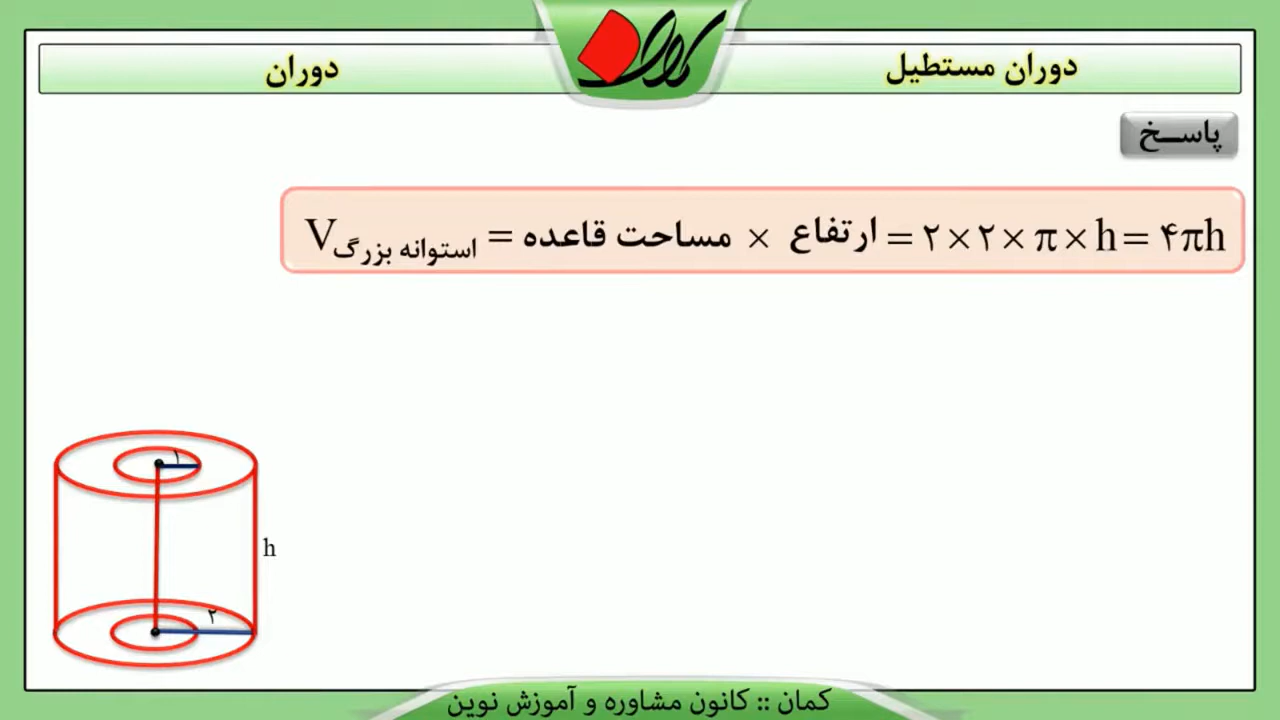 دوران مستطیل
کمان
دوران
پاسـخ
V استوانه بزرگ = مساحت قاعده × ارتفاع = ۲×۲×π×h = ۴πh
۱
h
۲
کمان :: کانون مشاوره و آموزش نوین